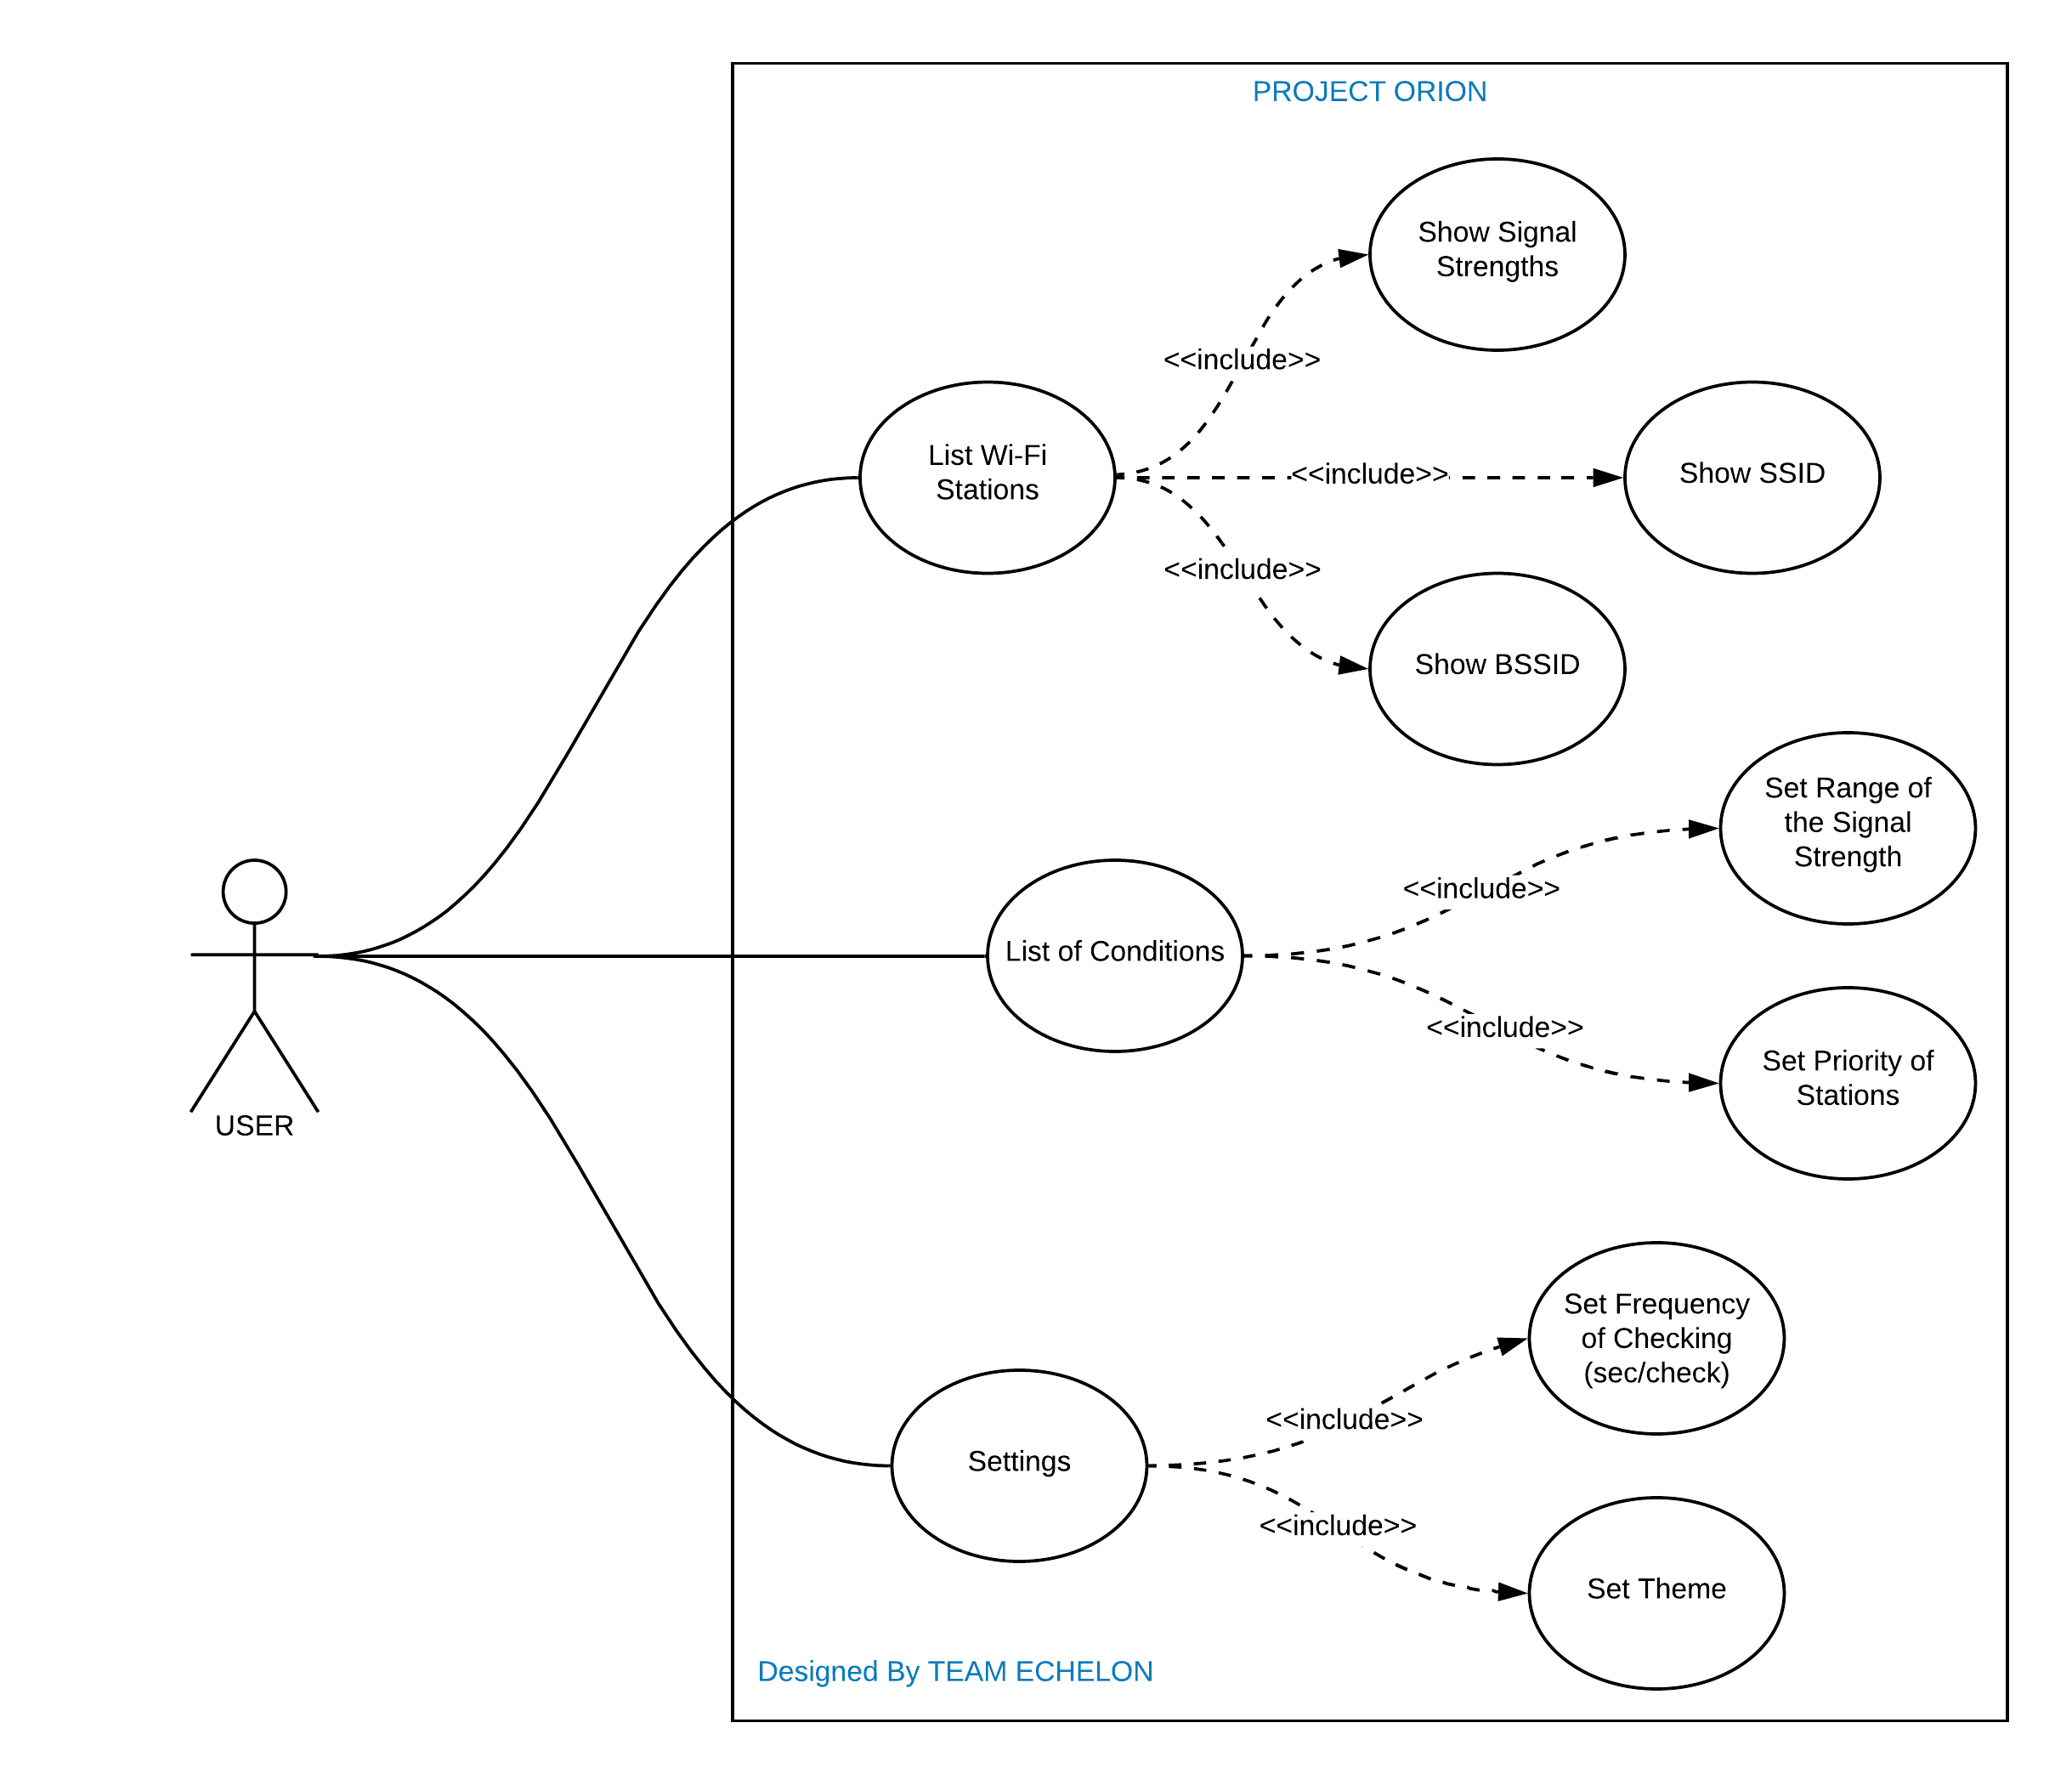 PROJECT ORION
Show Signal
Strengths
<<include>>
List Wi-Fi
Stations
<<include>>
Show SSID
<<include>>
Show BSSID
Set Range of
the Signal
Strength
<<include>>
List of Conditions
<<include>>
Set Priority of
Stations
USER
Set Frequency
of Checking
(sec/check)
<<include>>
Settings
<<include>>
Set Theme
Designed By TEAM ECHELON